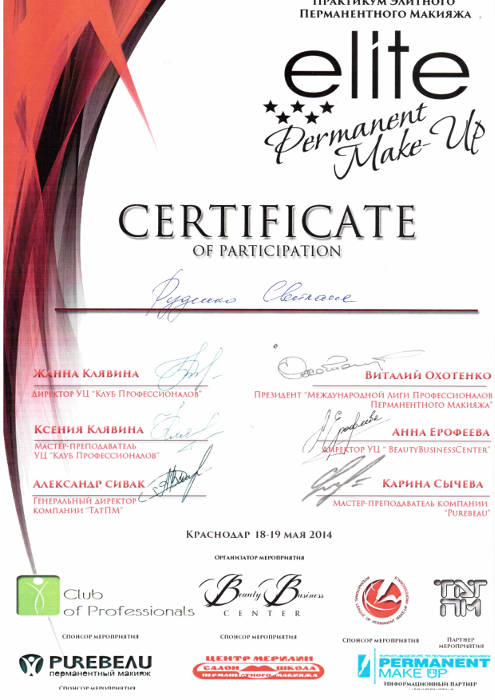 Практикум Элитного
Перманентного Макияжа
elite
Permanent
Make-Up
CERTIFICATE
OF PARTICIPATION
Руденко Светлане
Жанна Клявина
Директор УЦ "Клуб Профессионалов"
Виталий Охотенко
Президент "Международной Лиги Профессионалов
Перманентного Макияжа"
Ксения Клявина
Мастер-преподаватель
УЦ "Клуб Профессионалов"
Анна Ерофеева
Директор УЦ " BeautyBusinessCenter"
Александр Сивак
Генеральный директор
компании "ТатПМ"
Карина Сычева
Мастер-преподаватель компании
"Purebeau"
Краснодар 18-19 мая 2014
Организатор мероприятия
Club
of Professionals
Beauty Business
CENTER
ТАТ
ПМ
Спонсор мероприятия
Спонсор мероприятия
Спонсор мероприятия
Партнер
мероприятия
PUREBEAU
перманентный макияж
ЦЕНТР МЕРИЛИН
САЛОН ШКОЛА
ПЕРМАНЕНТНОГО МАКИЯЖА
PERMANENT
MAKE UP
Информационный партнер
Спонсор мероприятия